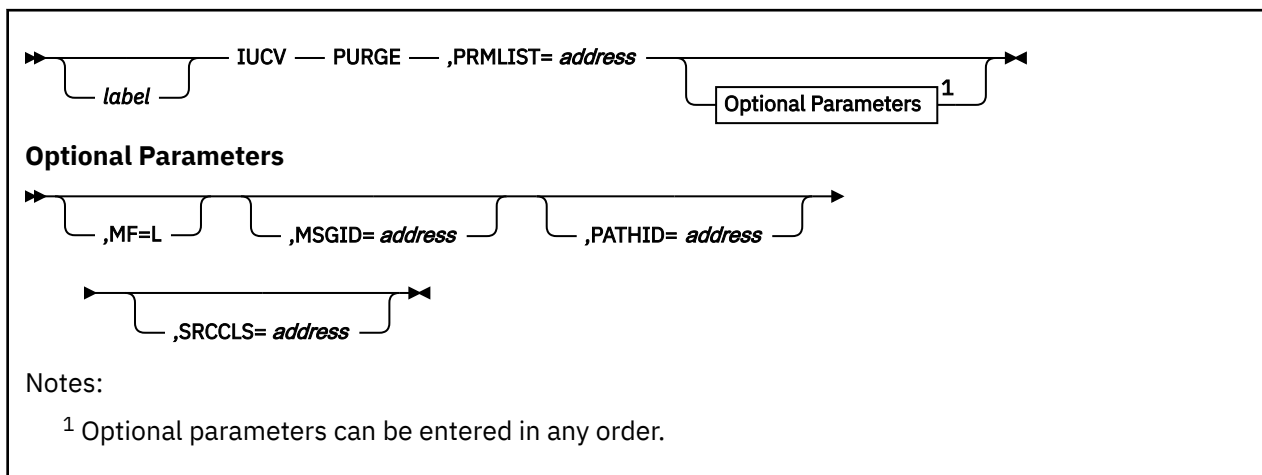 IUCV PURGE ,PRMLIST= address
label
Optional Parameters 1
Optional Parameters
,MF=L ,MSGID= address ,PATHID= address
,SRCCLS= address
Notes:
1 Optional parameters can be entered in any order.